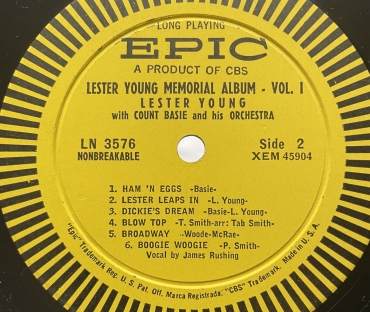 LONG PLAYING
EPIC
A PRODUCT OF CBS
LESTER YOUNG MEMORIAL ALBUM - VOL. I
LESTER YOUNG
with COUNT BASIE and his ORCHESTRA
LN 3576
NONBREAKABLE
Side 2
XEM 45904
1. HAM 'N EGGS -Basie-
2. LESTER LEAPS IN -L. Young-
3. DICKIE'S DREAM -Basie-L. Young-
4. BLOW TOP -T. Smith-arr: Tab Smith-
5. BROADWAY -Woode-McRae-
6. BOOGIE WOOGIE -P. Smith-
Vocal by James Rushing
"Epic" Trademark Reg. U. S. Pat. Off. Marca Registrada. "CBS" Trademark. Made in U. S. A.